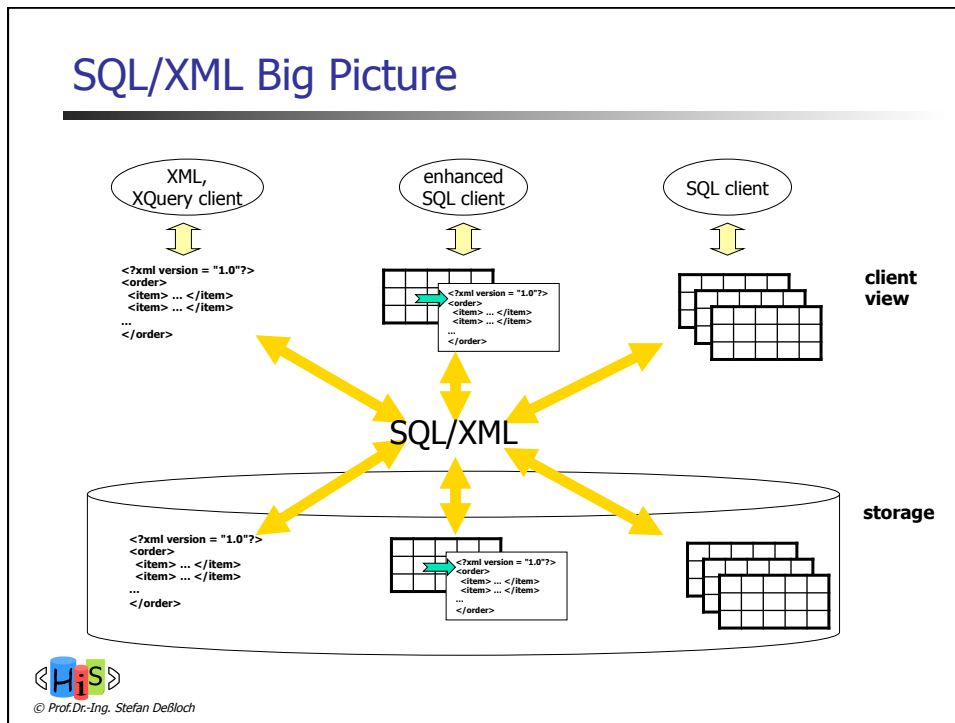 SQL/XML Big Picture
XML,
XQuery client
enhanced
SQL client
SQL client
<?xml version = "1.0"?>
<order>
<item> ... </item>
<item> ... </item>
...
</order>
<?xml version = "1.0"?>
<order>
<item> ... </item>
<item> ... </item>
...
</order>
client
view
SQL/XML
storage
<?xml version = "1.0"?>
<order>
<item> ... </item>
<item> ... </item>
...
</order>
<?xml version = "1.0"?>
<order>
<item> ... </item>
<item> ... </item>
...
</order>
<HiS>
© Prof.Dr.-Ing. Stefan Deßloch